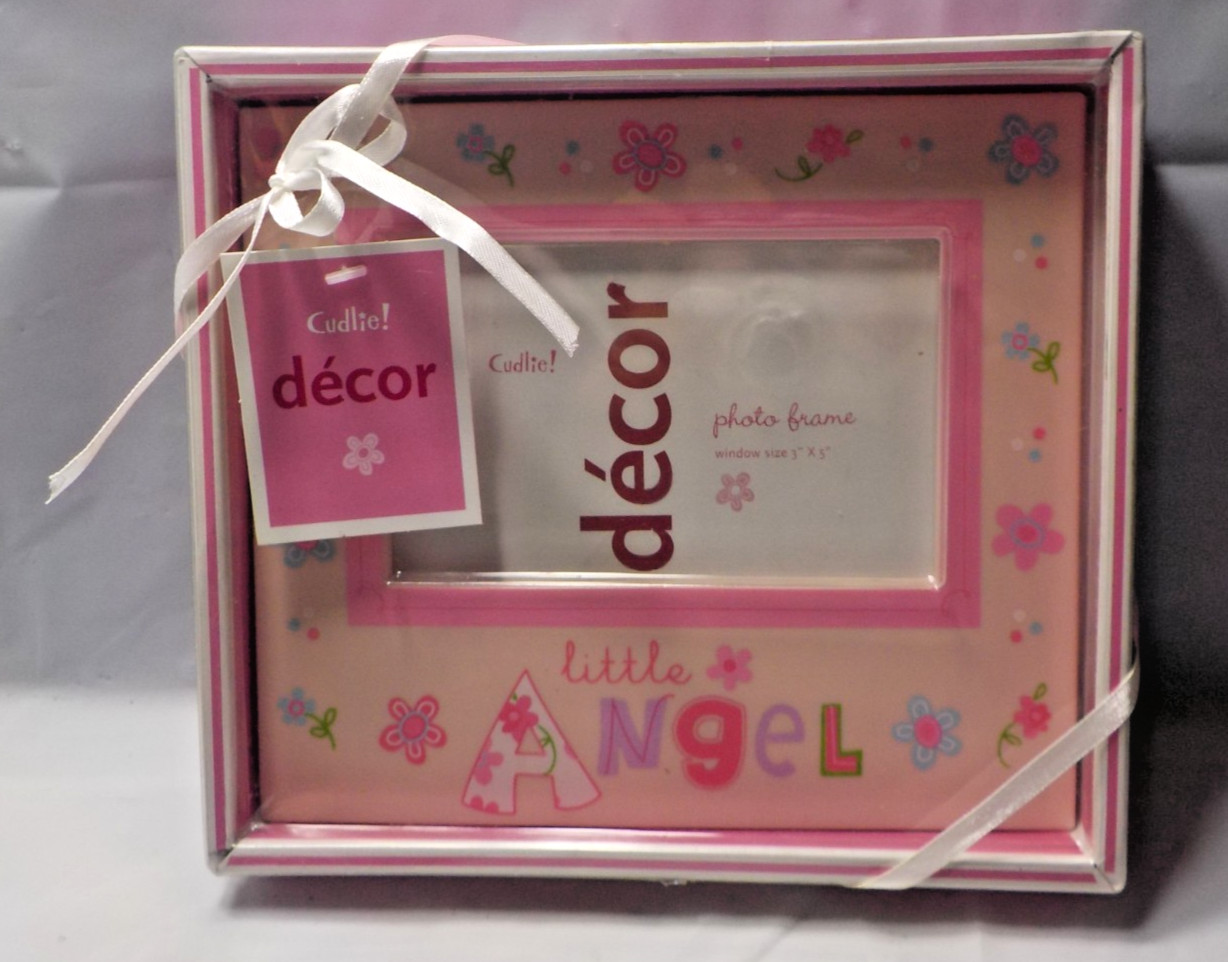 Cudlie!
décor
Cudlie!
décor
photo frame
window size 3" X 5"
little
ANgeL